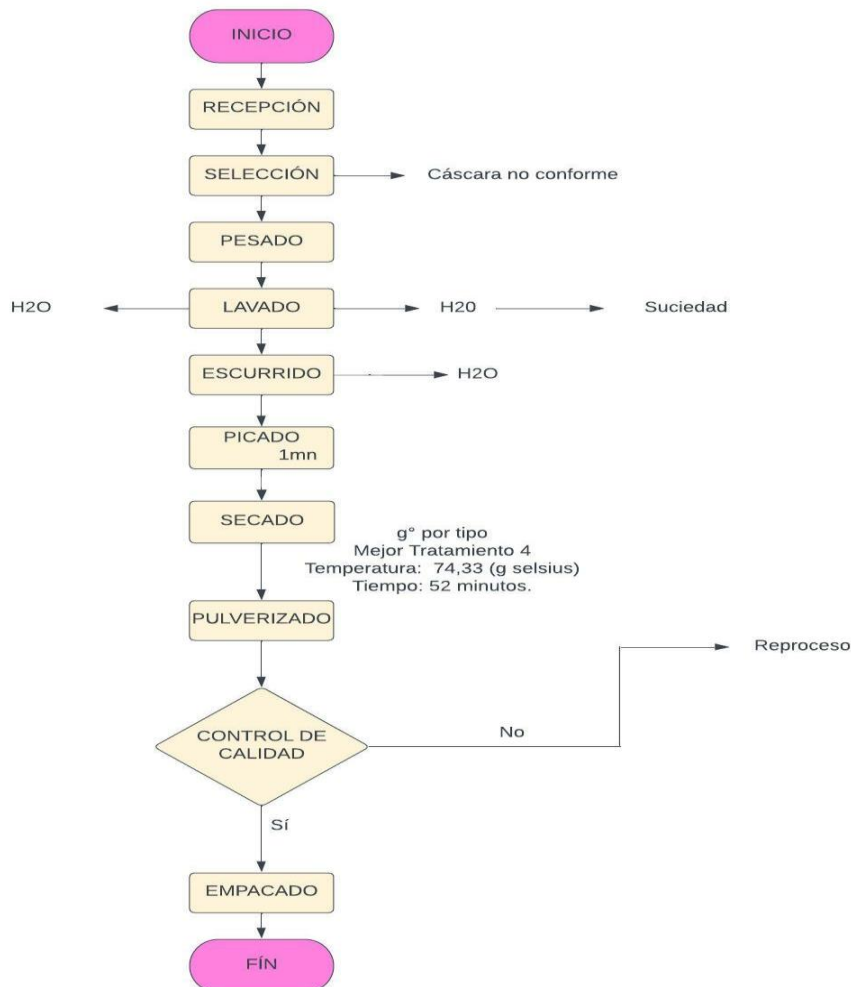 INICIO
RECEPCIÓN
SELECCIÓN
Cáscara no conforme
PESADO
H2O
LAVADO
H20
Suciedad
ESCURRIDO
H2O
PICADO
1mn
SECADO
g° por tipo
Mejor Tratamiento 4
Temperatura: 74,33 (g selsius)
Tiempo: 52 minutos.
PULVERIZADO
Reproceso
No
CONTROL DE
CALIDAD
Sí
EMPACADO
FÍN